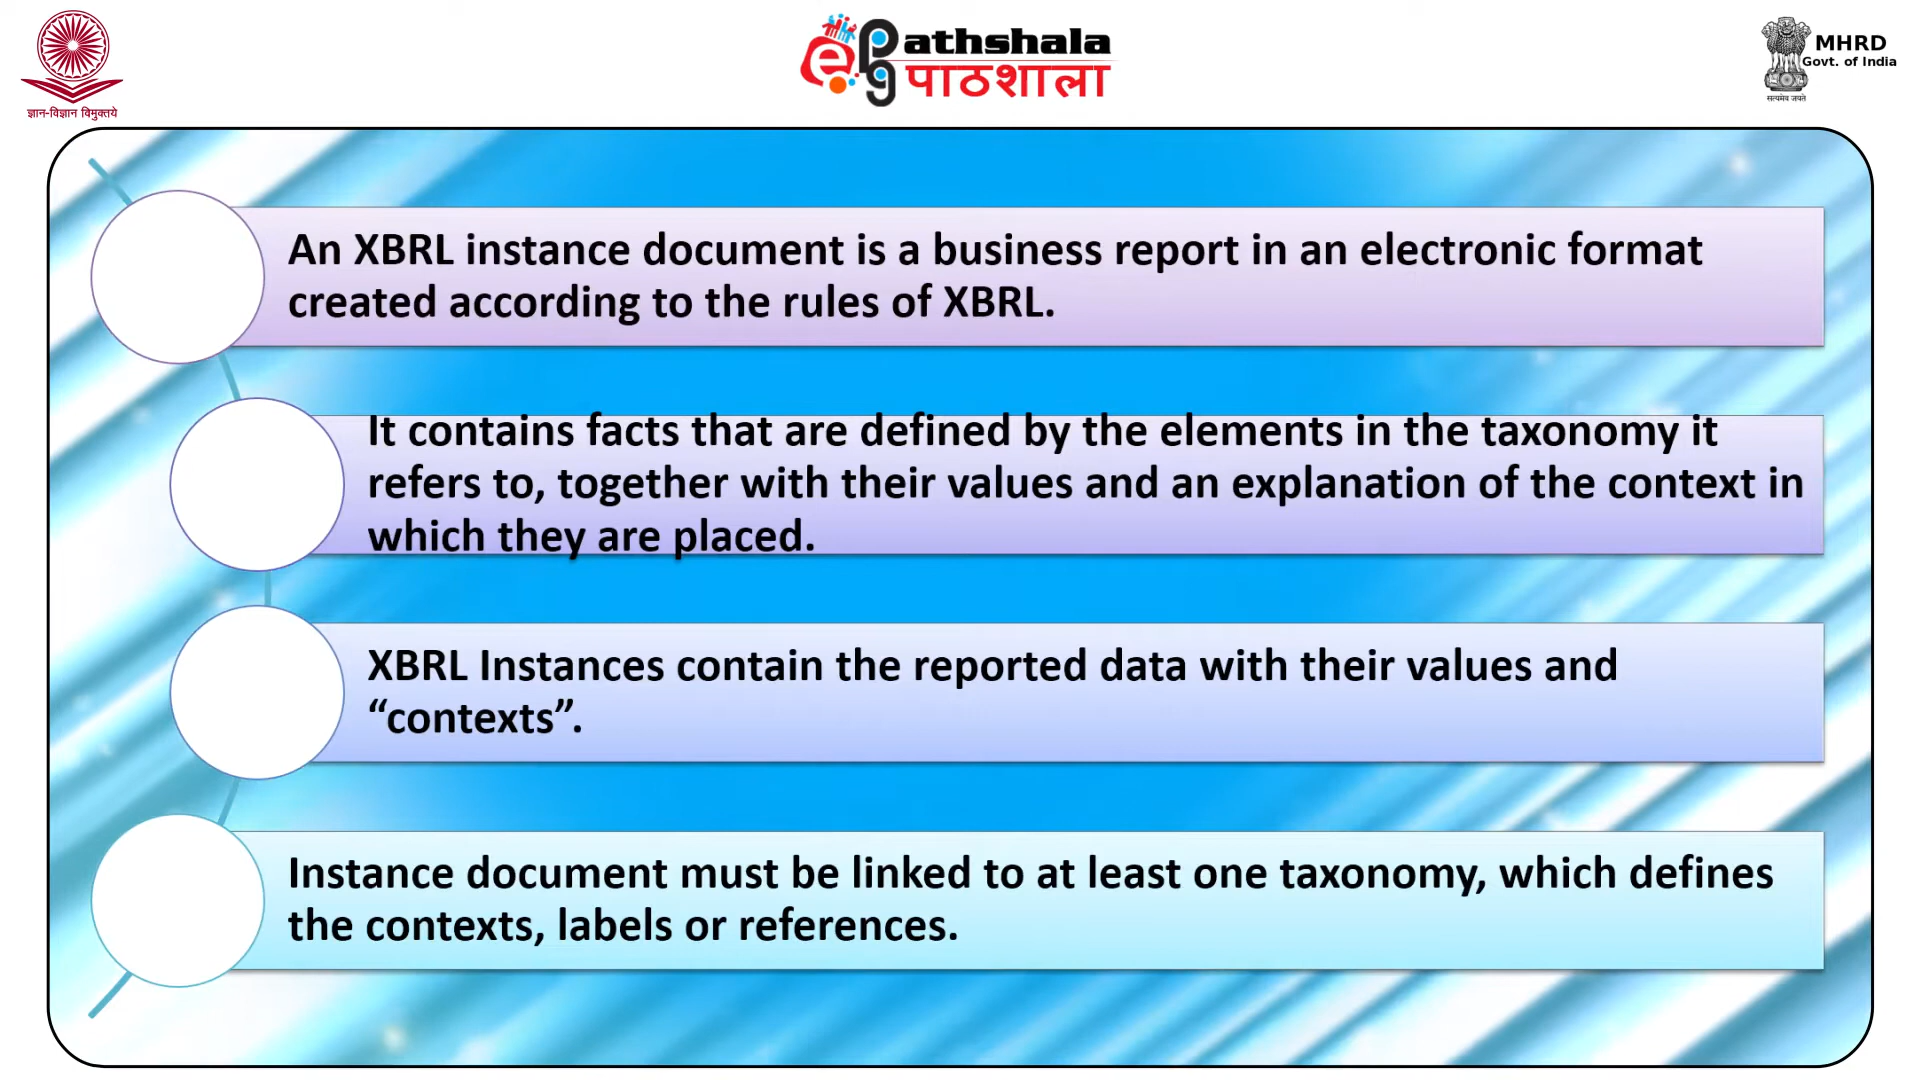 ज्ञान-विज्ञान विमुक्तये
e
pg
athshala
पाठशाला
सत्यमेव जयते
MHRD
Govt. of India
An XBRL instance document is a business report in an electronic format
created according to the rules of XBRL.
It contains facts that are defined by the elements in the taxonomy it
refers to, together with their values and an explanation of the context in
which they are placed.
XBRL Instances contain the reported data with their values and
“contexts”.
Instance document must be linked to at least one taxonomy, which defines
the contexts, labels or references.